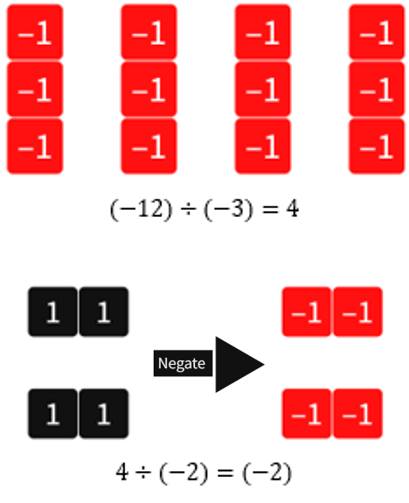 –1 –1 –1 –1
–1 –1 –1 –1
–1 –1 –1 –1
(−12) ÷ (−3) = 4
1 1 –1 –1
Negate
1 1 –1 –1
4 ÷ (−2) = (−2)